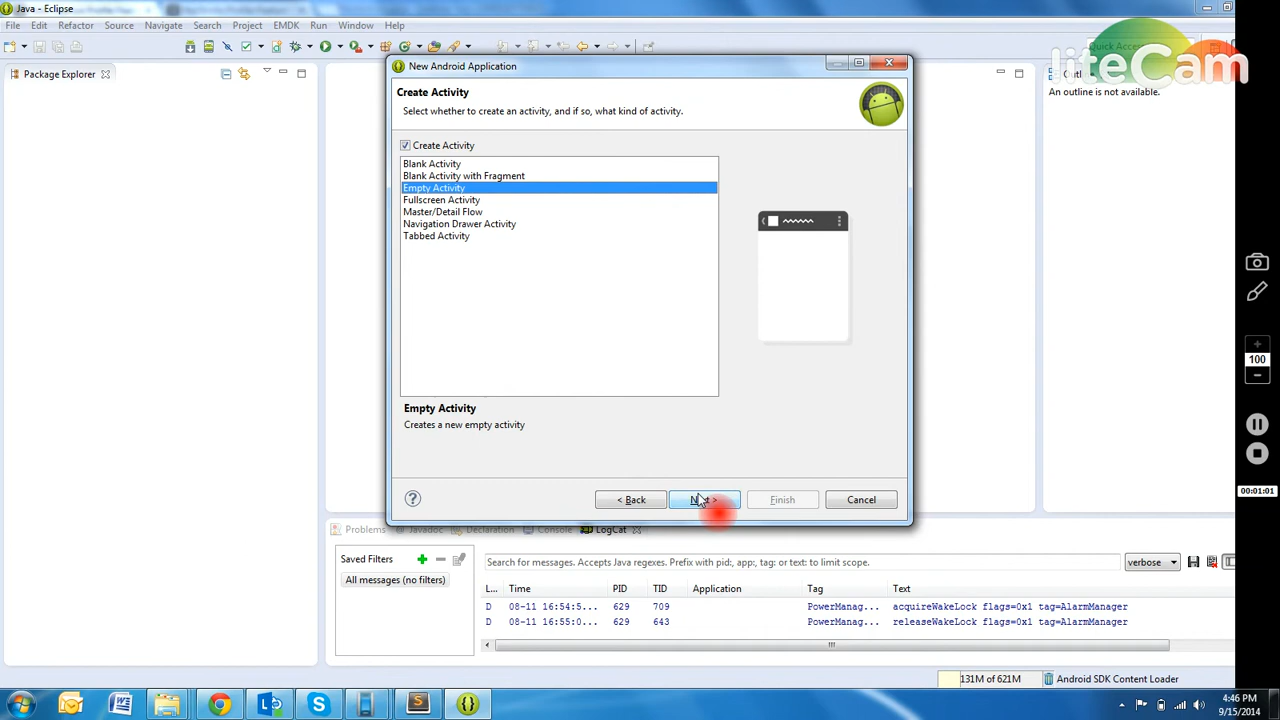 Java - Eclipse
File Edit Refactor Source Navigate Search Project EMDK Run Window Help
Quick Access
liteCam
Package Explorer
An outline is not available.
New Android Application
Create Activity
Select whether to create an activity, and if so, what kind of activity.
Create Activity
Blank Activity
Blank Activity with Fragment
Empty Activity
Fullscreen Activity
Master/Detail Flow
Navigation Drawer Activity
Tabbed Activity
Empty Activity
Creates a new empty activity
< Back
Finish
Cancel
100
00:01:01
Problems Javadoc Declaration Console LogCat
Saved Filters
Search for messages. Accepts Java regexes. Prefix with pid:, app:, tag: or text: to limit scope.
verbose
All messages (no filters)
L... Time PID TID Application Tag Text
D 08-11 16:54:5... 629 709 PowerManag... acquireWakeLock flags=0x1 tag=AlarmManager
D 08-11 16:55:0... 629 643 PowerManag... releaseWakeLock flags=0x1 tag=AlarmManager
131M of 621M
Android SDK Content Loader
4:46 PM
9/15/2014